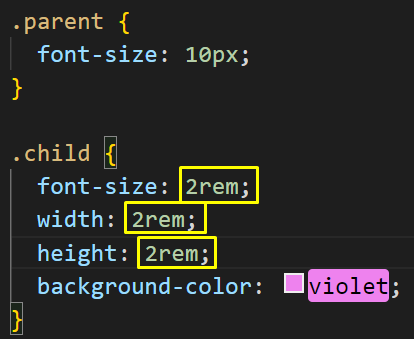 .parent {
font-size: 10px;
}
.child {
font-size: 2rem;
width: 2rem;
height: 2rem;
background-color: violet;
}